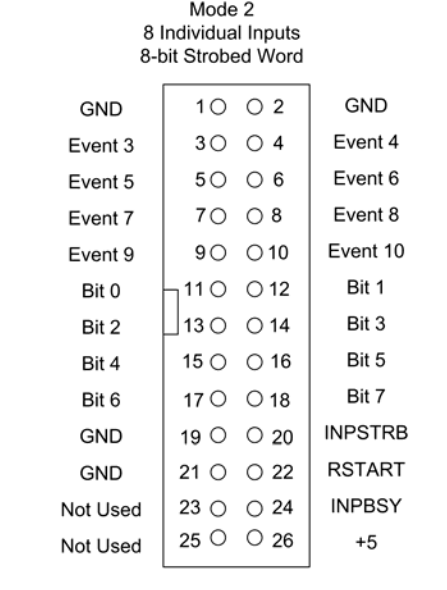 Mode 2
8 Individual Inputs
8-bit Strobed Word
GND 1 2 GND
Event 3 3 4 Event 4
Event 5 5 6 Event 6
Event 7 7 8 Event 8
Event 9 9 10 Event 10
Bit 0 11 12 Bit 1
Bit 2 13 14 Bit 3
Bit 4 15 16 Bit 5
Bit 6 17 18 Bit 7
GND 19 20 INPSTRB
GND 21 22 RSTART
Not Used 23 24 INPBSY
Not Used 25 26 +5